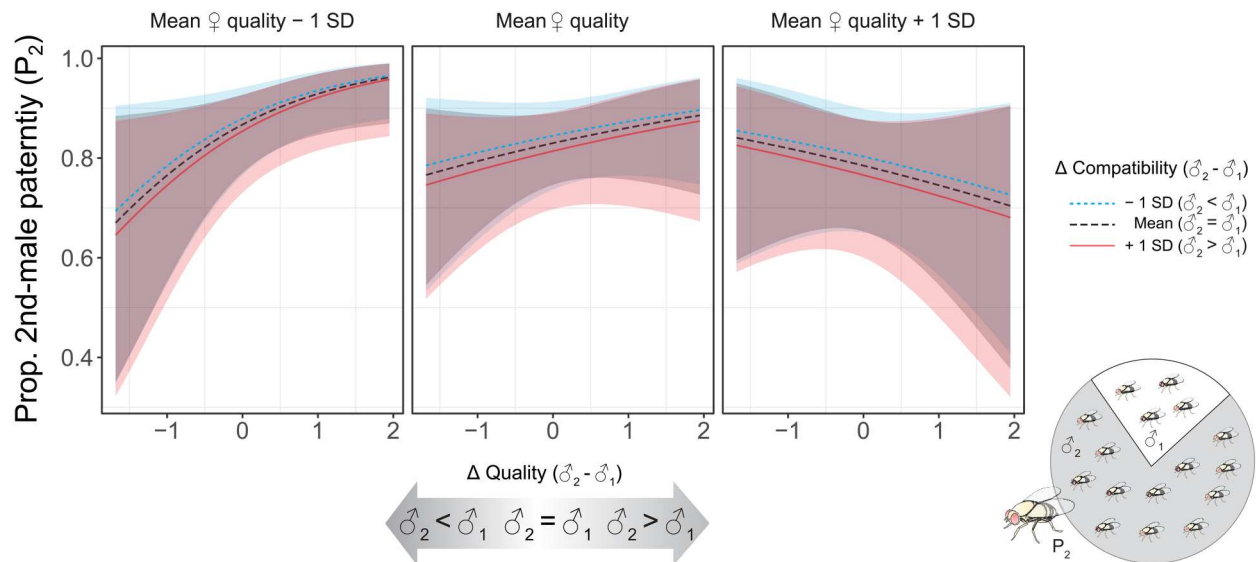 Mean ♀ quality − 1 SD
Mean ♀ quality
Mean ♀ quality + 1 SD
Prop. 2nd-male paterntiy (P₂)
1.0
0.8
0.6
0.4
−1 0 1 2
−1 0 1 2
−1 0 1 2
Δ Quality (♂₂ - ♂₁)
♂₂ < ♂₁ ♂₂ = ♂₁ ♂₂ > ♂₁
Δ Compatibility (♂₂ - ♂₁)
− 1 SD (♂₂ < ♂₁)
Mean (♂₂ = ♂₁)
+ 1 SD (♂₂ > ♂₁)
♂₂
♂₁
P₂